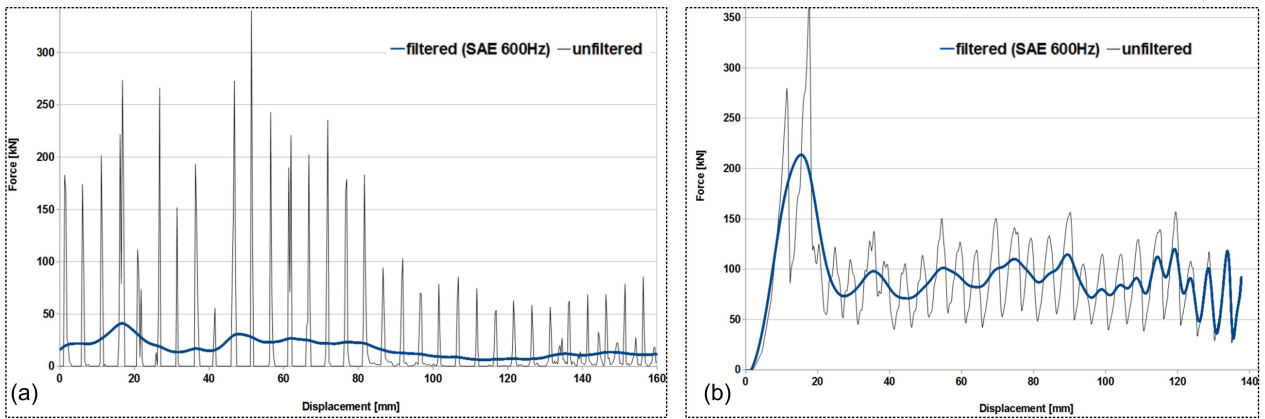 filtered (SAE 600Hz) unfiltered
300
250
200
150
100
50
0
Force [kN]
0 20 40 60 80 100 120 140 160
Displacement [mm]
(a)
filtered (SAE 600Hz) unfiltered
350
300
250
200
150
100
50
0
Force [kN]
0 20 40 60 80 100 120 140
Displacement [mm]
(b)